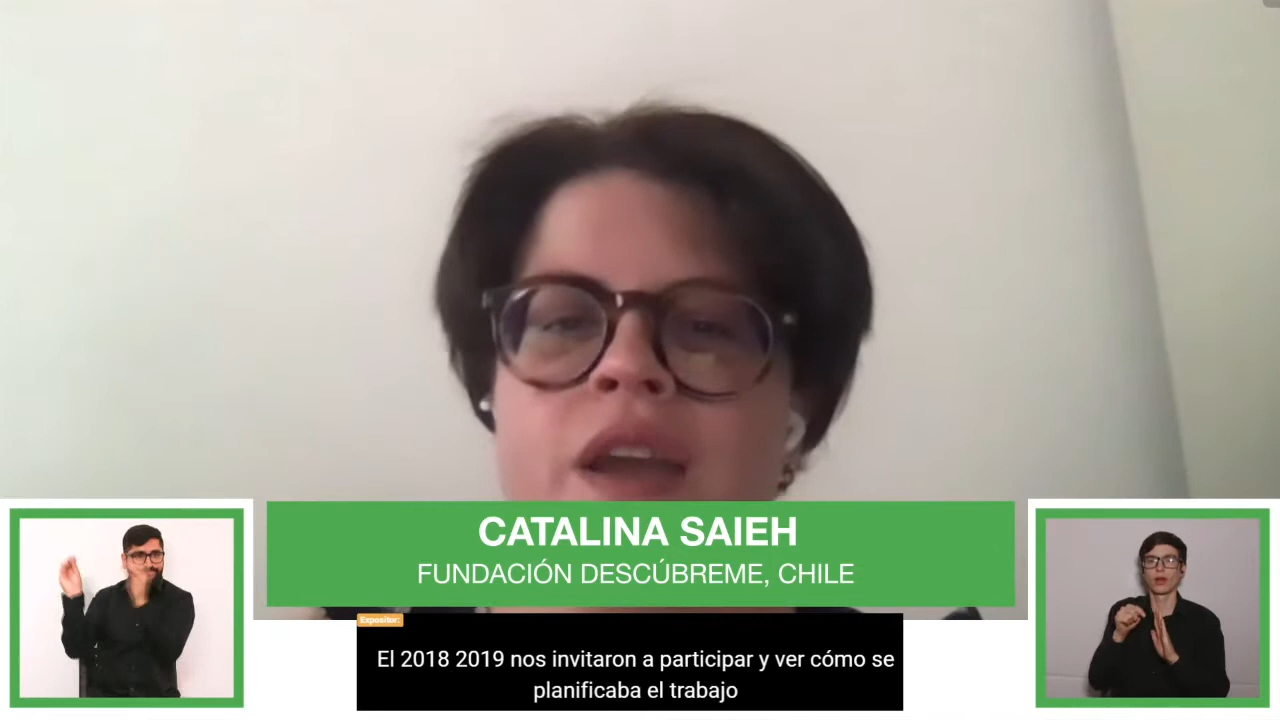 CATALINA SAIEH
FUNDACIÓN DESCÚBREME, CHILE
Expositor:
El 2018 2019 nos invitaron a participar y ver cómo se
planificaba el trabajo